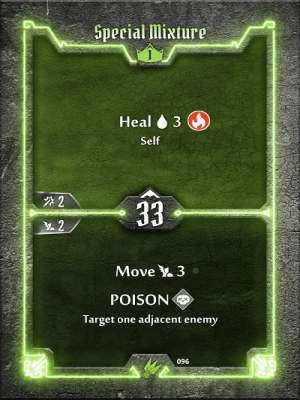 Special Mixture
1
Heal 3
Self
2
33
2
Move 3
POISON
Target one adjacent enemy
096